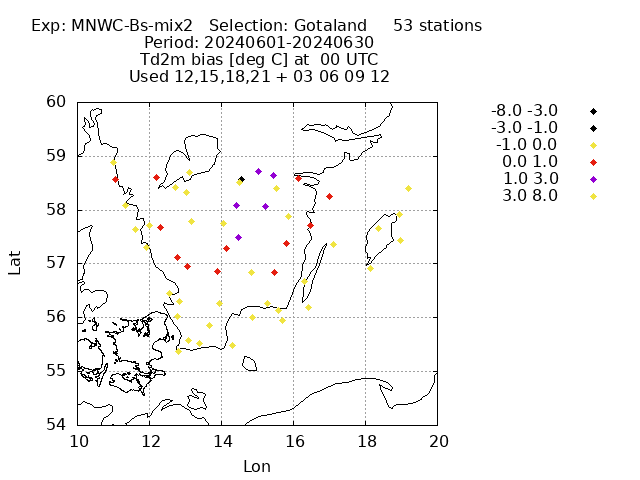 Exp: MNWC-Bs-mix2   Selection: Gotaland     53 stations
Period: 20240601-20240630
Td2m bias [deg C] at  00 UTC
Used 12,15,18,21 + 03 06 09 12
-8.0 -3.0
-3.0 -1.0
-1.0 0.0
0.0 1.0
1.0 3.0
3.0 8.0
60
59
58
57
56
55
54
Lat
10 12 14 16 18 20
Lon